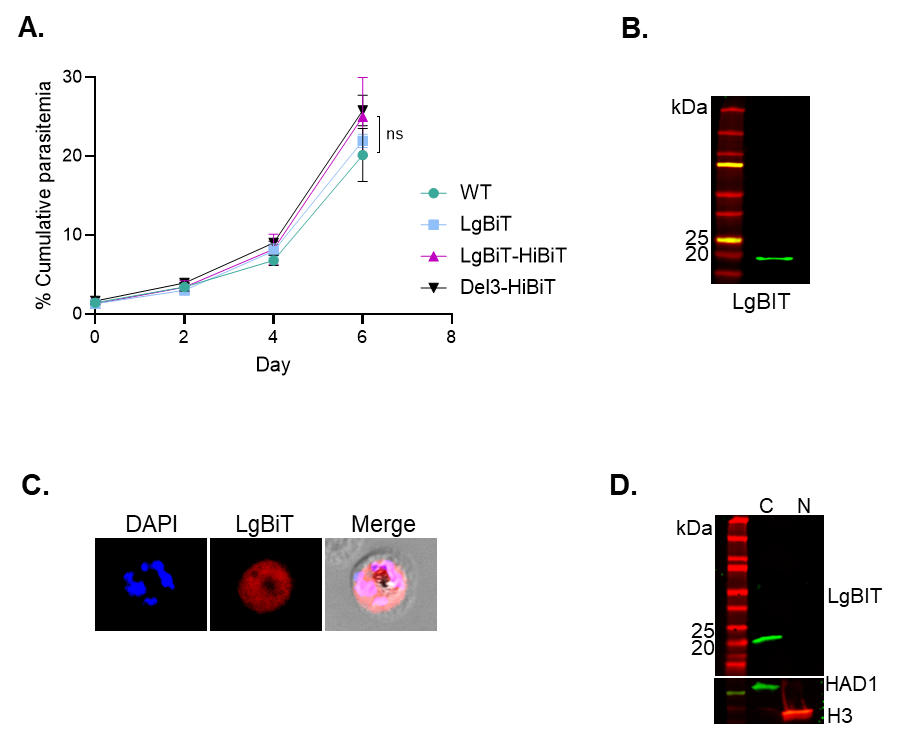 A.
% Cumulative parasitemia
30
20
10
0
0 2 4 6 8
Day
ns
WT
LgBiT
LgBiT-HiBiT
Del3-HiBiT
B.
kDa
25
20
LgBIT
C.
DAPI LgBiT Merge
D.
C N
kDa
LgBIT
25
20
HAD1
H3